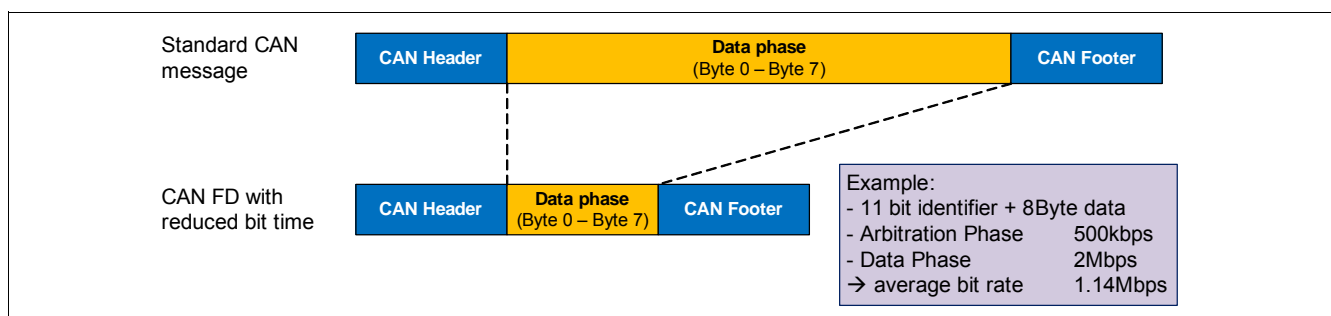 Standard CAN
message
CAN Header
Data phase
(Byte 0 – Byte 7)
CAN Footer
CAN FD with
reduced bit time
CAN Header
Data phase
(Byte 0 – Byte 7)
CAN Footer
Example:
- 11 bit identifier + 8Byte data
- Arbitration Phase 500kbps
- Data Phase 2Mbps
→ average bit rate 1.14Mbps